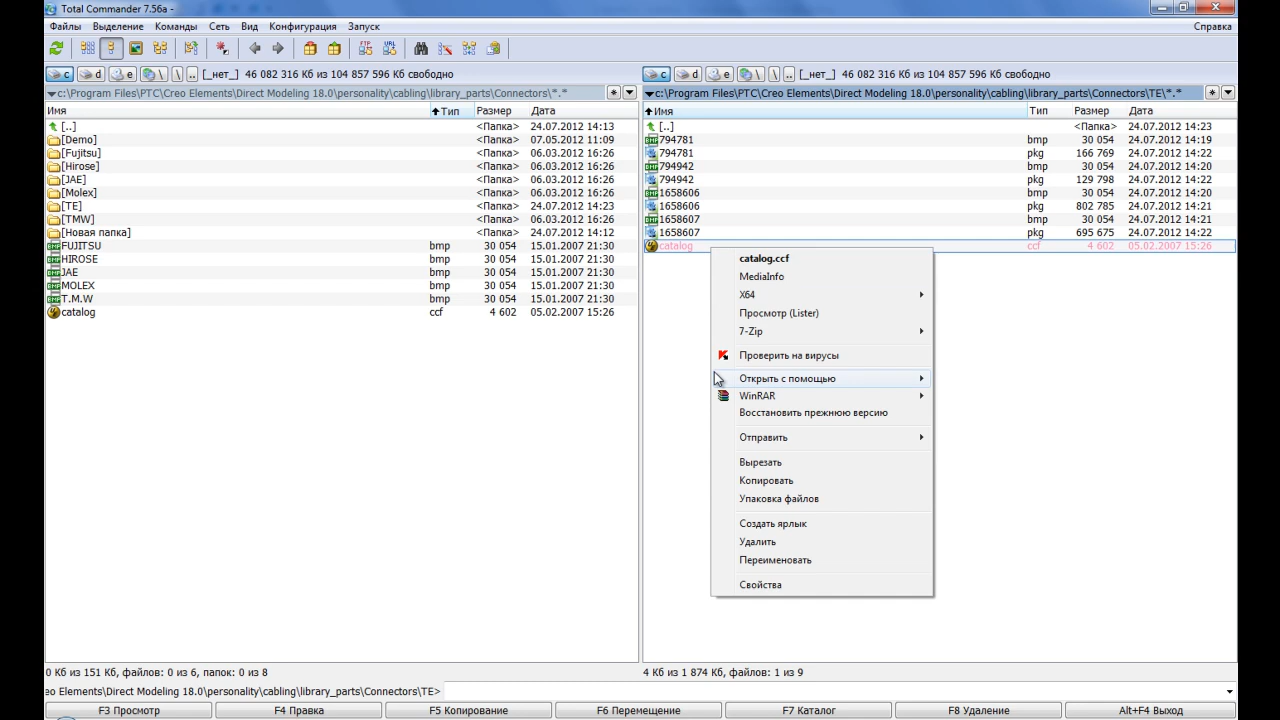 Total Commander 7.56a -
Файлы Выделение Команды Сеть Вид Конфигурация Запуск Справка
c d e \ \ .. [_нет_] 46 082 316 Кб из 104 857 596 Кб свободно
c:\Program Files\PTC\Creo Elements\Direct Modeling 18.0\personality\cabling\library_parts\Connectors\*.*
Имя Тип Размер Дата
[..] <Папка> 24.07.2012 14:13
[Demo] <Папка> 07.05.2012 11:09
[Fujitsu] <Папка> 06.03.2012 16:26
[Hirose] <Папка> 06.03.2012 16:26
[JAE] <Папка> 06.03.2012 16:26
[Molex] <Папка> 06.03.2012 16:26
[TE] <Папка> 24.07.2012 14:23
[TMW] <Папка> 06.03.2012 16:26
[Новая папка] <Папка> 24.07.2012 14:12
FUJITSU bmp 30 054 15.01.2007 21:30
HIROSE bmp 30 054 15.01.2007 21:30
JAE bmp 30 054 15.01.2007 21:30
MOLEX bmp 30 054 15.01.2007 21:30
T.M.W bmp 30 054 15.01.2007 21:30
catalog ccf 4 602 05.02.2007 15:26
0 Кб из 151 Кб, файлов: 0 из 6, папок: 0 из 8
c d e \ \ .. [_нет_] 46 082 316 Кб из 104 857 596 Кб свободно
c:\Program Files\PTC\Creo Elements\Direct Modeling 18.0\personality\cabling\library_parts\Connectors\TE\*.*
Имя Тип Размер Дата
[..] <Папка> 24.07.2012 14:23
794781 bmp 30 054 24.07.2012 14:19
794781 pkg 166 769 24.07.2012 14:22
794942 bmp 30 054 24.07.2012 14:20
794942 pkg 129 798 24.07.2012 14:22
1658606 bmp 30 054 24.07.2012 14:20
1658606 pkg 802 785 24.07.2012 14:21
1658607 bmp 30 054 24.07.2012 14:21
1658607 pkg 695 675 24.07.2012 14:22
catalog ccf 4 602 05.02.2007 15:26
catalog.ccf
MediaInfo
X64
Просмотр (Lister)
7-Zip
Проверить на вирусы
Открыть с помощью
WinRAR
Восстановить прежнюю версию
Отправить
Вырезать
Копировать
Упаковка файлов
Создать ярлык
Удалить
Переименовать
Свойства
4 Кб из 1 874 Кб, файлов: 1 из 9
eo Elements\Direct Modeling 18.0\personality\cabling\library_parts\Connectors\TE>
F3 Просмотр F4 Правка F5 Копирование F6 Перемещение F7 Каталог F8 Удаление Alt+F4 Выход